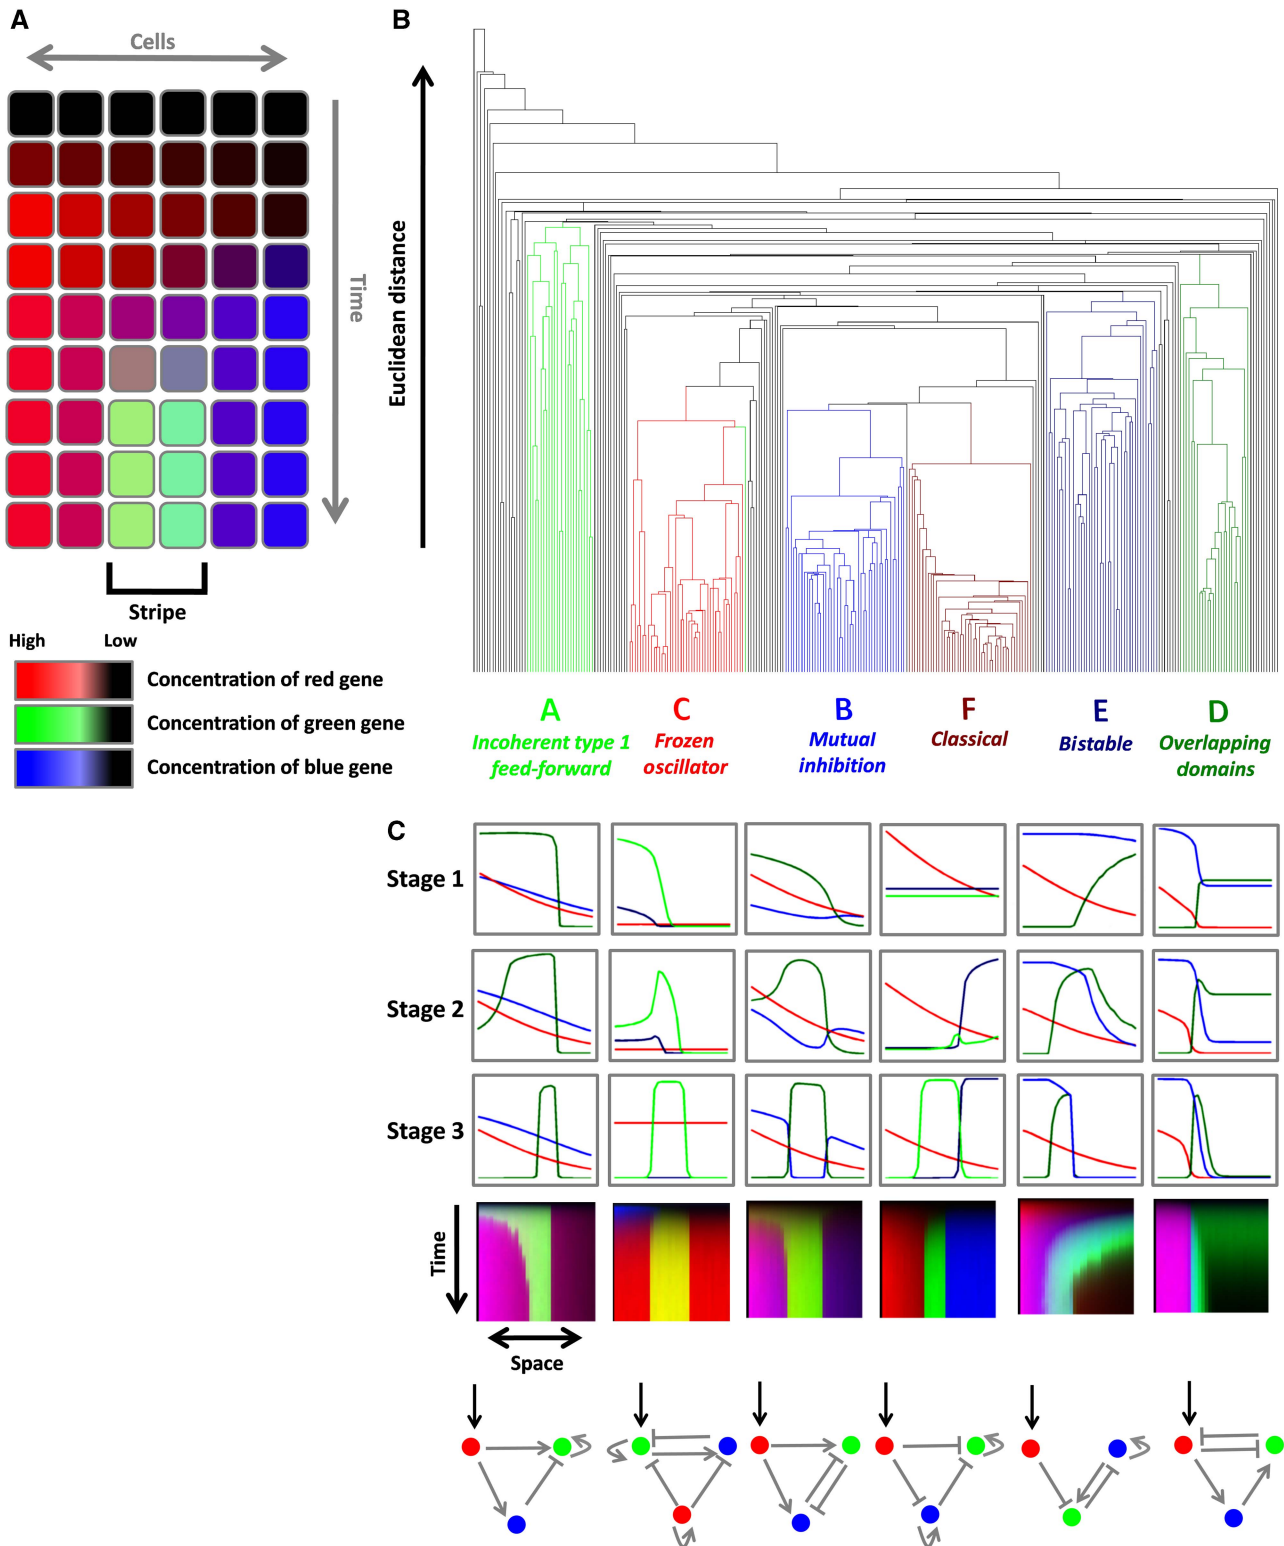 A
Cells
Time
Stripe
High Low
Concentration of red gene
Concentration of green gene
Concentration of blue gene
B
Euclidean distance
A
Incoherent type 1
feed-forward
C
Frozen
oscillator
B
Mutual
inhibition
F
Classical
E
Bistable
D
Overlapping
domains
C
Stage 1
Stage 2
Stage 3
Time
Space